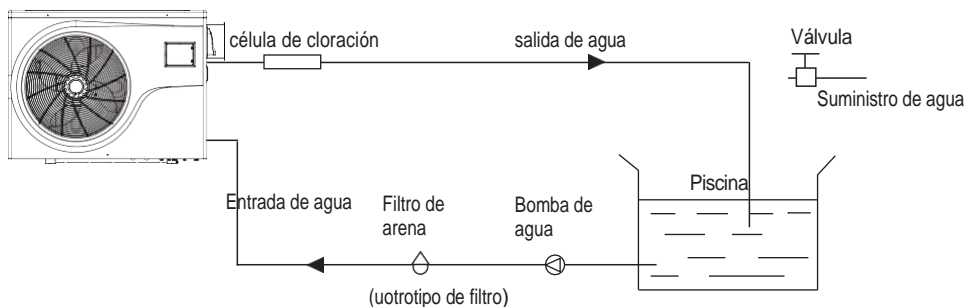 célula de cloración
salida de agua
Válvula
Suministro de agua
Piscina
Entrada de agua
Filtro de
arena
Bomba de
agua
(uotrotipo de filtro)